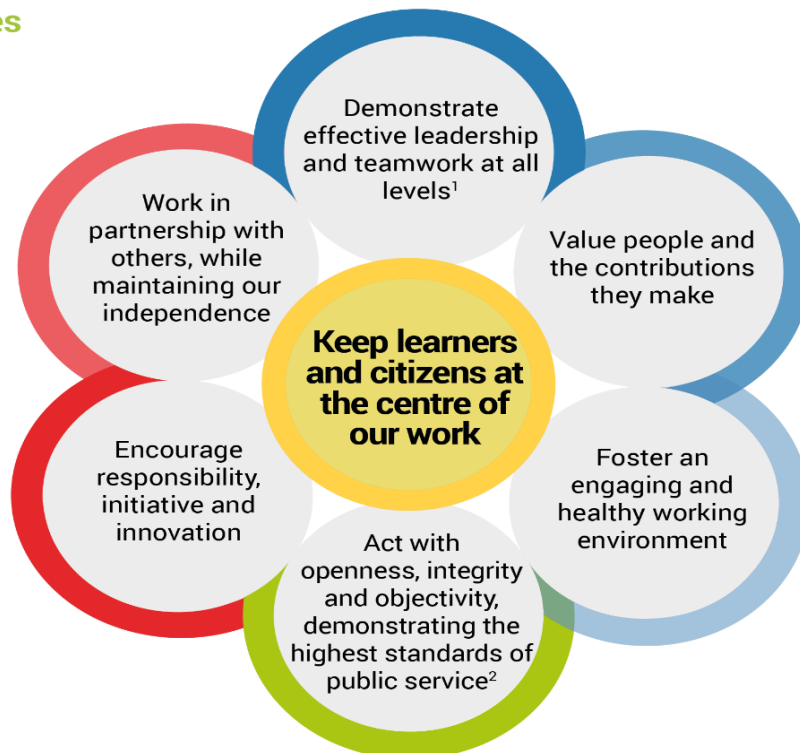 es
Demonstrate
effective leadership
and teamwork at all
levels¹
Value people and
the contributions
they make
Foster an
engaging and
healthy working
environment
Act with
openness, integrity
and objectivity,
demonstrating the
highest standards of
public service²
Encourage
responsibility,
initiative and
innovation
Work in
partnership with
others, while
maintaining our
independence
Keep learners
and citizens at
the centre of
our work